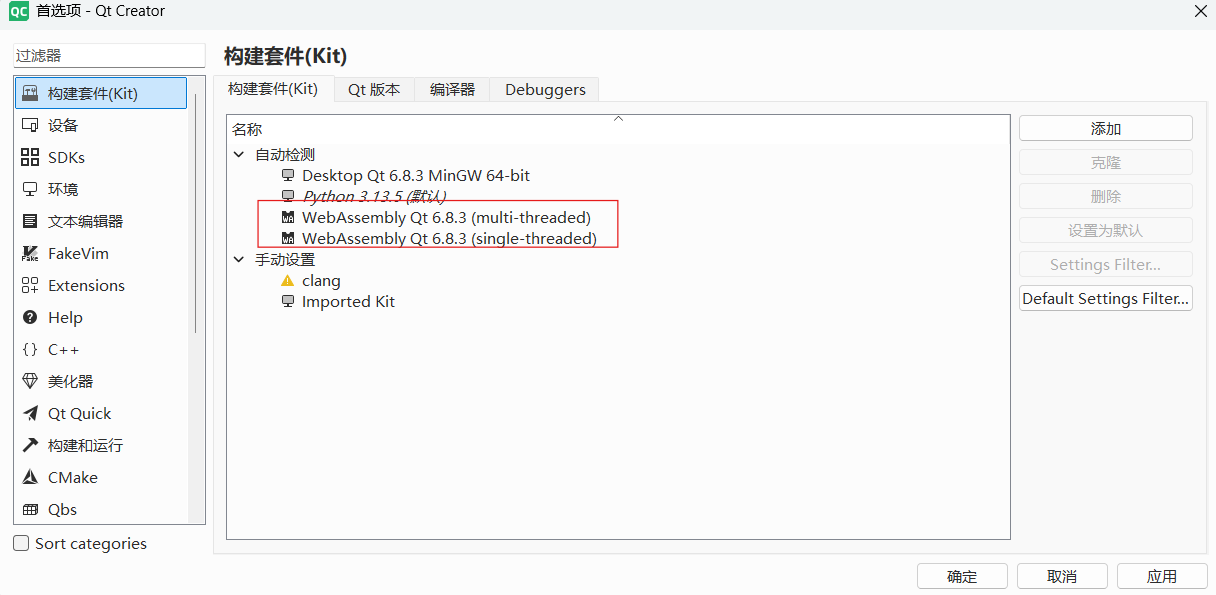 QC 首选项 - Qt Creator
过滤器
构建套件(Kit)
设备
SDKs
环境
文本编辑器
FakeVim
Extensions
Help
C++
美化器
Qt Quick
构建和运行
CMake
Qbs
Sort categories
构建套件(Kit)
构建套件(Kit) Qt 版本 编译器 Debuggers
名称
自动检测
Desktop Qt 6.8.3 MinGW 64-bit
Python 3.13.5 (默认)
WebAssembly Qt 6.8.3 (multi-threaded)
WebAssembly Qt 6.8.3 (single-threaded)
手动设置
clang
Imported Kit
添加
克隆
删除
设置为默认
Settings Filter...
Default Settings Filter...
确定 取消 应用